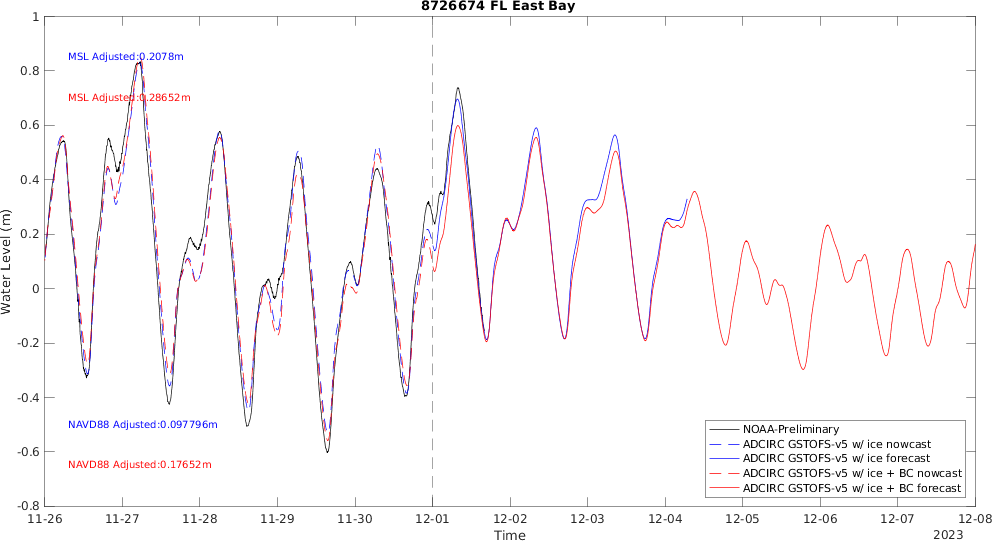 8726674 FL East Bay
1
0.8
0.6
0.4
0.2
0
-0.2
-0.4
-0.6
-0.8
Water Level (m)
MSL Adjusted:0.2078m
MSL Adjusted:0.28652m
NAVD88 Adjusted:0.097796m
NAVD88 Adjusted:0.17652m
NOAA-Preliminary
ADCIRC GSTOFS-v5 w/ ice nowcast
ADCIRC GSTOFS-v5 w/ ice forecast
ADCIRC GSTOFS-v5 w/ ice + BC nowcast
ADCIRC GSTOFS-v5 w/ ice + BC forecast
11-26 11-27 11-28 11-29 11-30 12-01 12-02 12-03 12-04 12-05 12-06 12-07 12-08
Time
2023